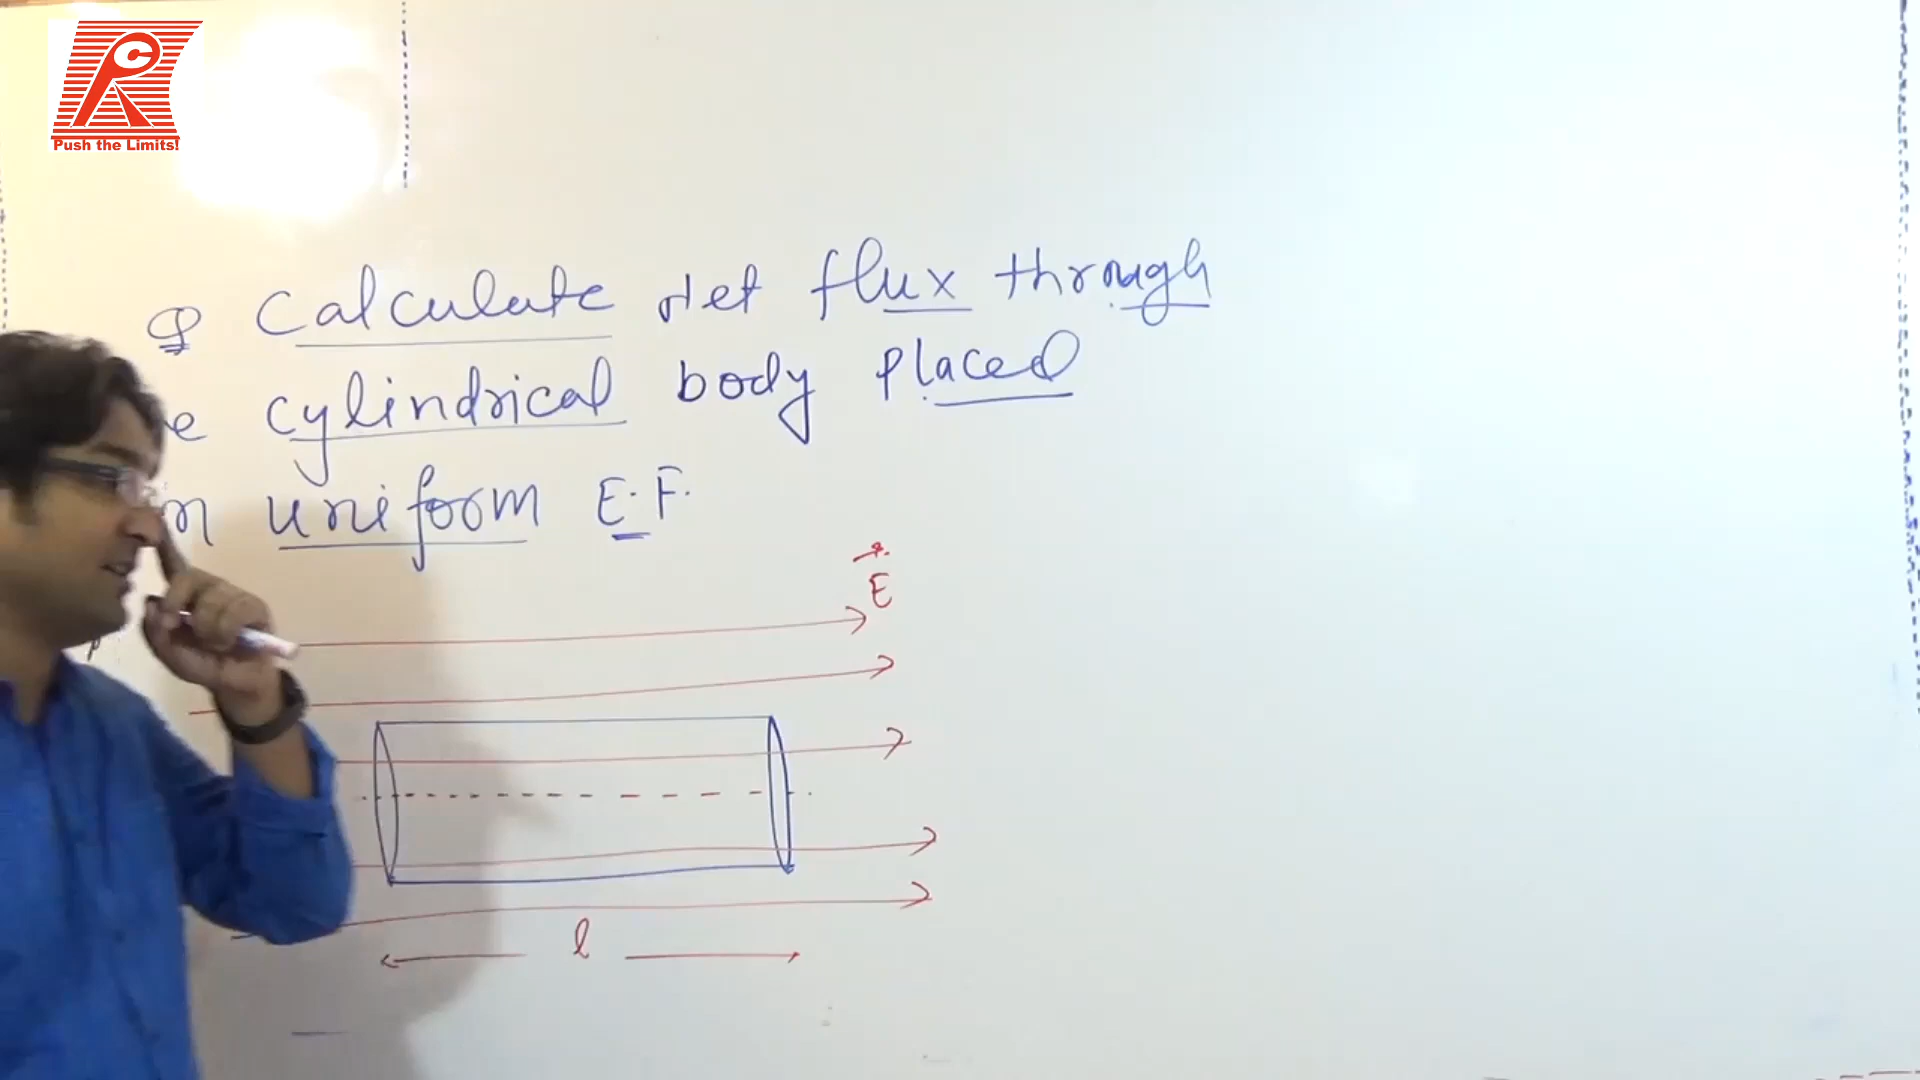 Push the Limits!
Q Calculate Net flux through
e cylindrical body placed
n uniform E.F.
E
l